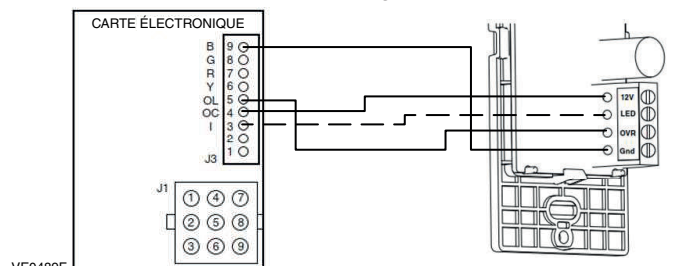 CARTE ÉLECTRONIQUE
B 9
G 8
R 7
Y 6
OL 5
OC 4
I 3
2
1
J3
12V
LED
OVR
Gnd
J1
1 4 7
2 5 8
3 6 9